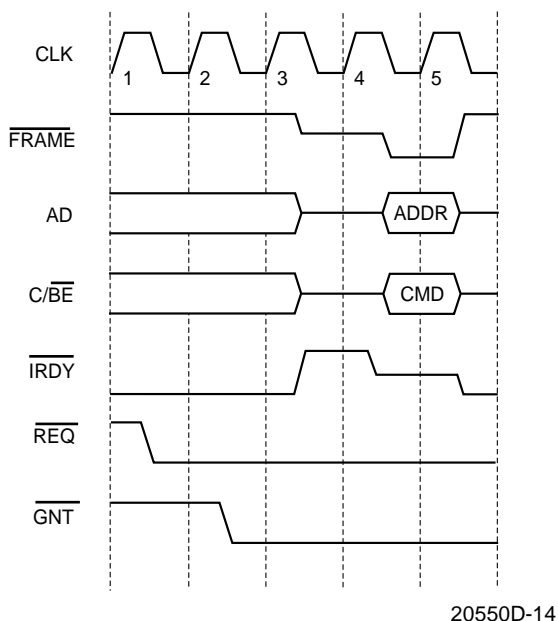 CLK
1 2 3 4 5
FRAME
AD
ADDR
C/BE
CMD
IRDY
REQ
GNT
20550D-14